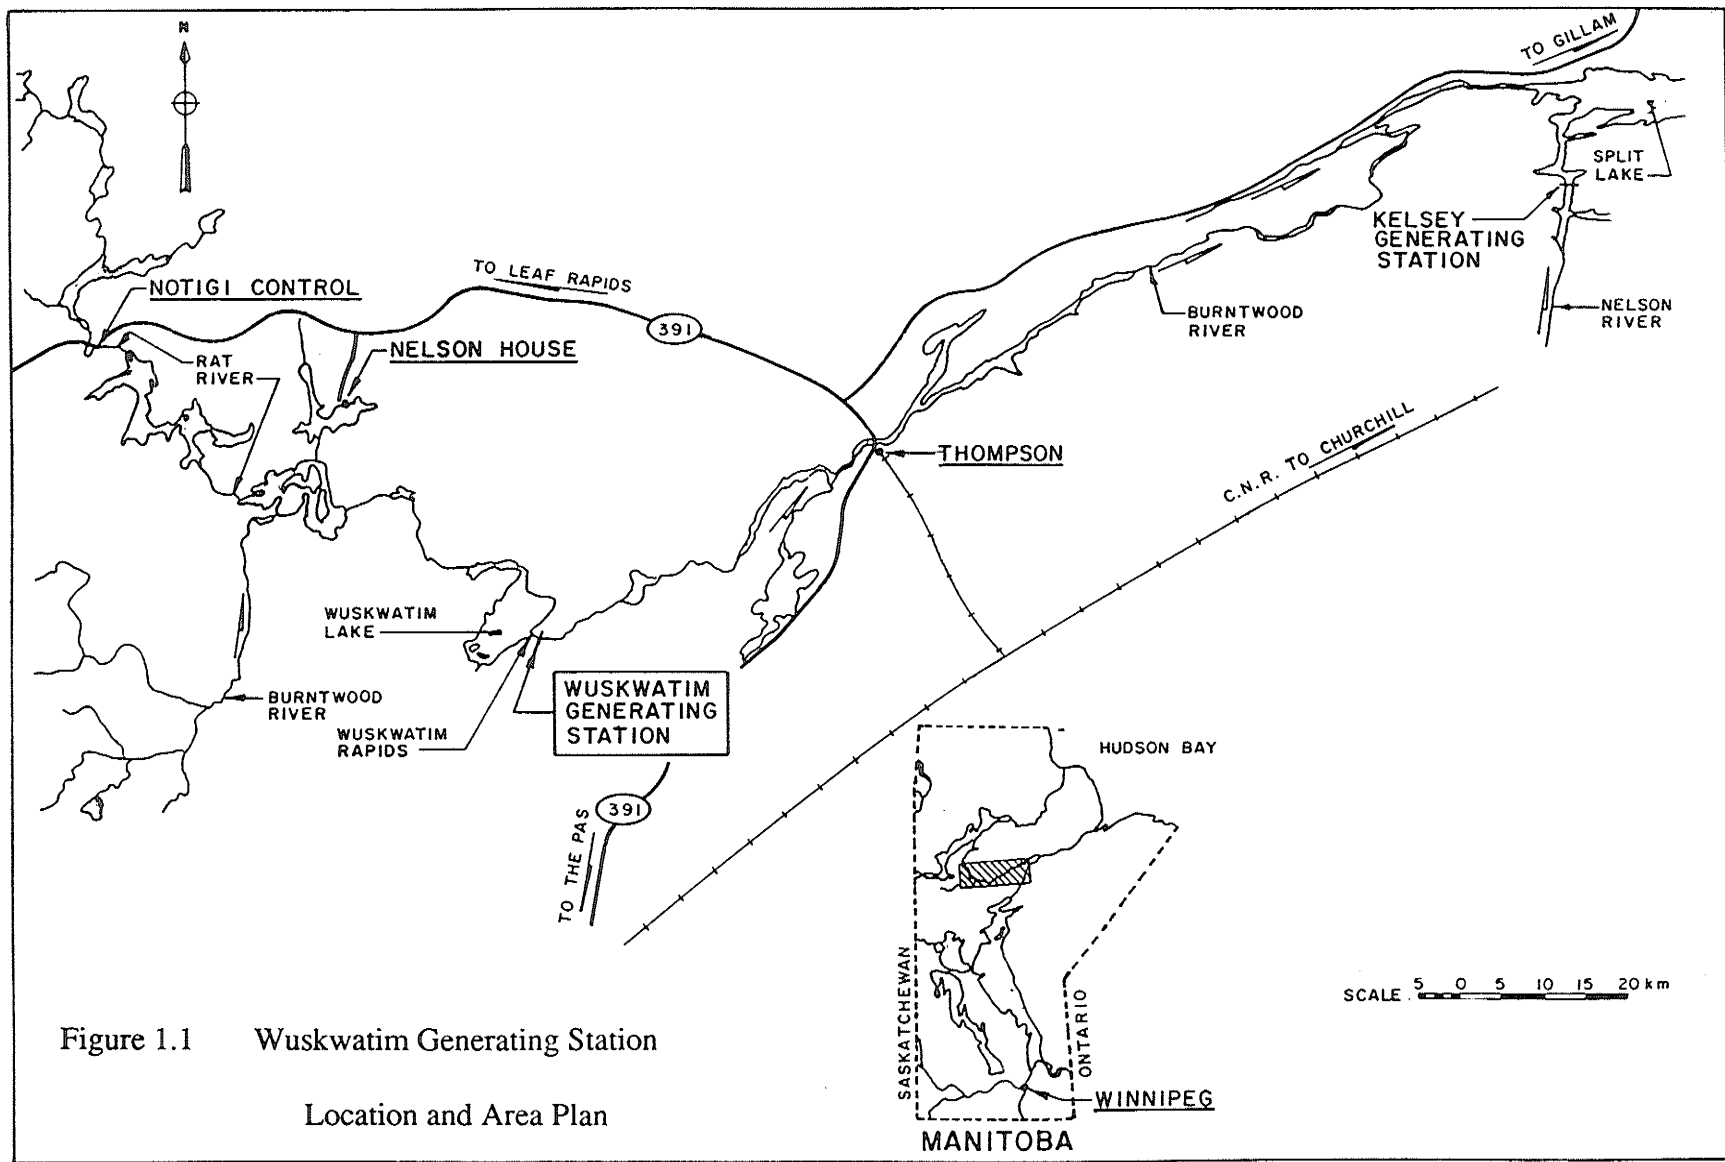 N
TO GILLAM
SPLIT
LAKE
KELSEY
GENERATING
STATION
NELSON
RIVER
BURNTWOOD
RIVER
TO LEAF RAPIDS
391
NOTIGI CONTROL
RAT
RIVER
NELSON HOUSE
THOMPSON
C.N.R. TO CHURCHILL
WUSKWATIM
LAKE
BURNTWOOD
RIVER
WUSKWATIM
RAPIDS
WUSKWATIM
GENERATING
STATION
391
TO THE PAS
HUDSON BAY
SASKATCHEWAN
ONTARIO
WINNIPEG
MANITOBA
SCALE 5 0 5 10 15 20 km
Figure 1.1 Wuskwatim Generating Station
Location and Area Plan